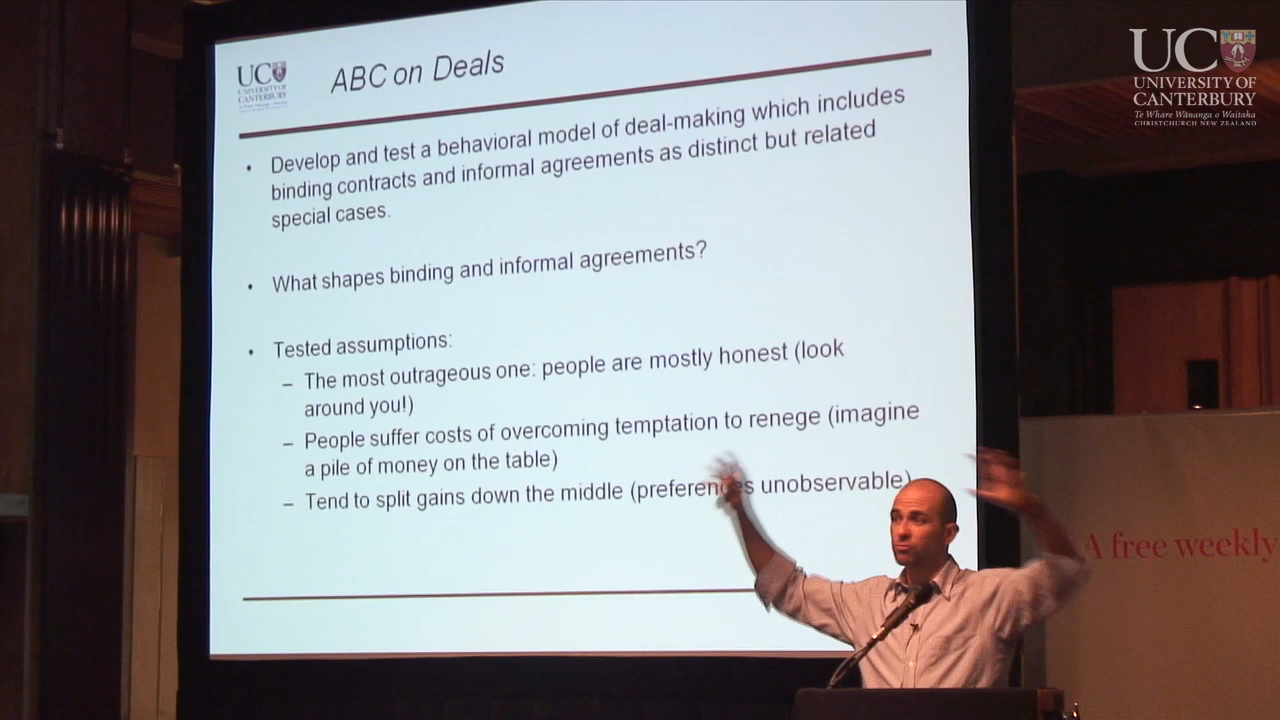 UC
UNIVERSITY OF
CANTERBURY
Te Whare Wānanga o Waitaha
CHRISTCHURCH NEW ZEALAND
UC
UNIVERSITY OF
CANTERBURY
ABC on Deals
• Develop and test a behavioral model of deal-making which includes
binding contracts and informal agreements as distinct but related
special cases.
• What shapes binding and informal agreements?
• Tested assumptions:
– The most outrageous one: people are mostly honest (look
around you!)
– People suffer costs of overcoming temptation to renege (imagine
a pile of money on the table)
– Tend to split gains down the middle (preferences unobservable)
A free weekly